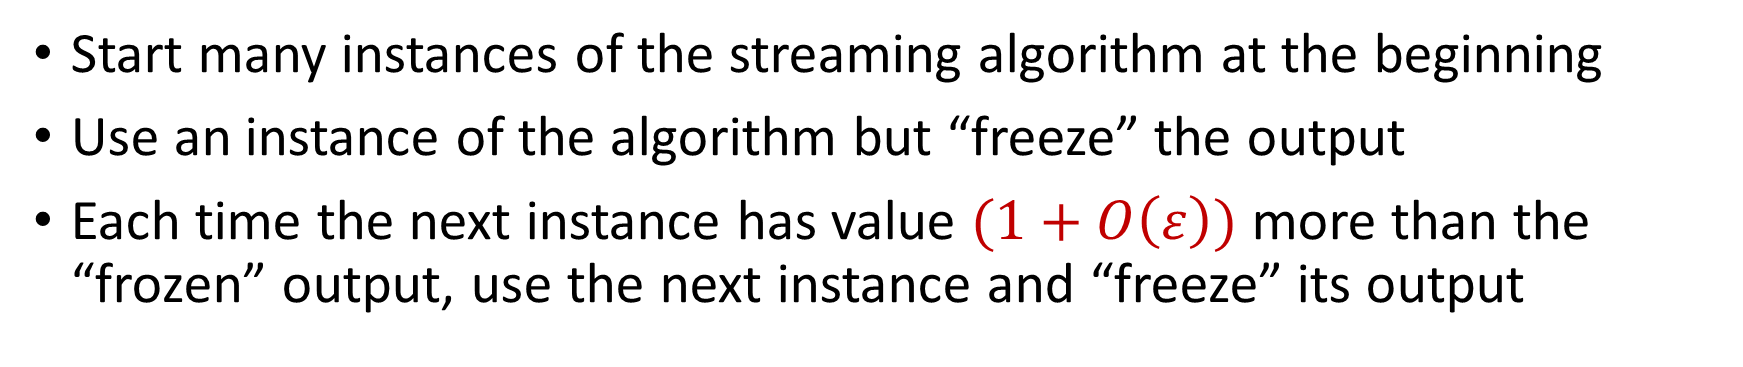 • Start many instances of the streaming algorithm at the beginning
• Use an instance of the algorithm but “freeze” the output
• Each time the next instance has value (1 + O(ε)) more than the
“frozen” output, use the next instance and “freeze” its output